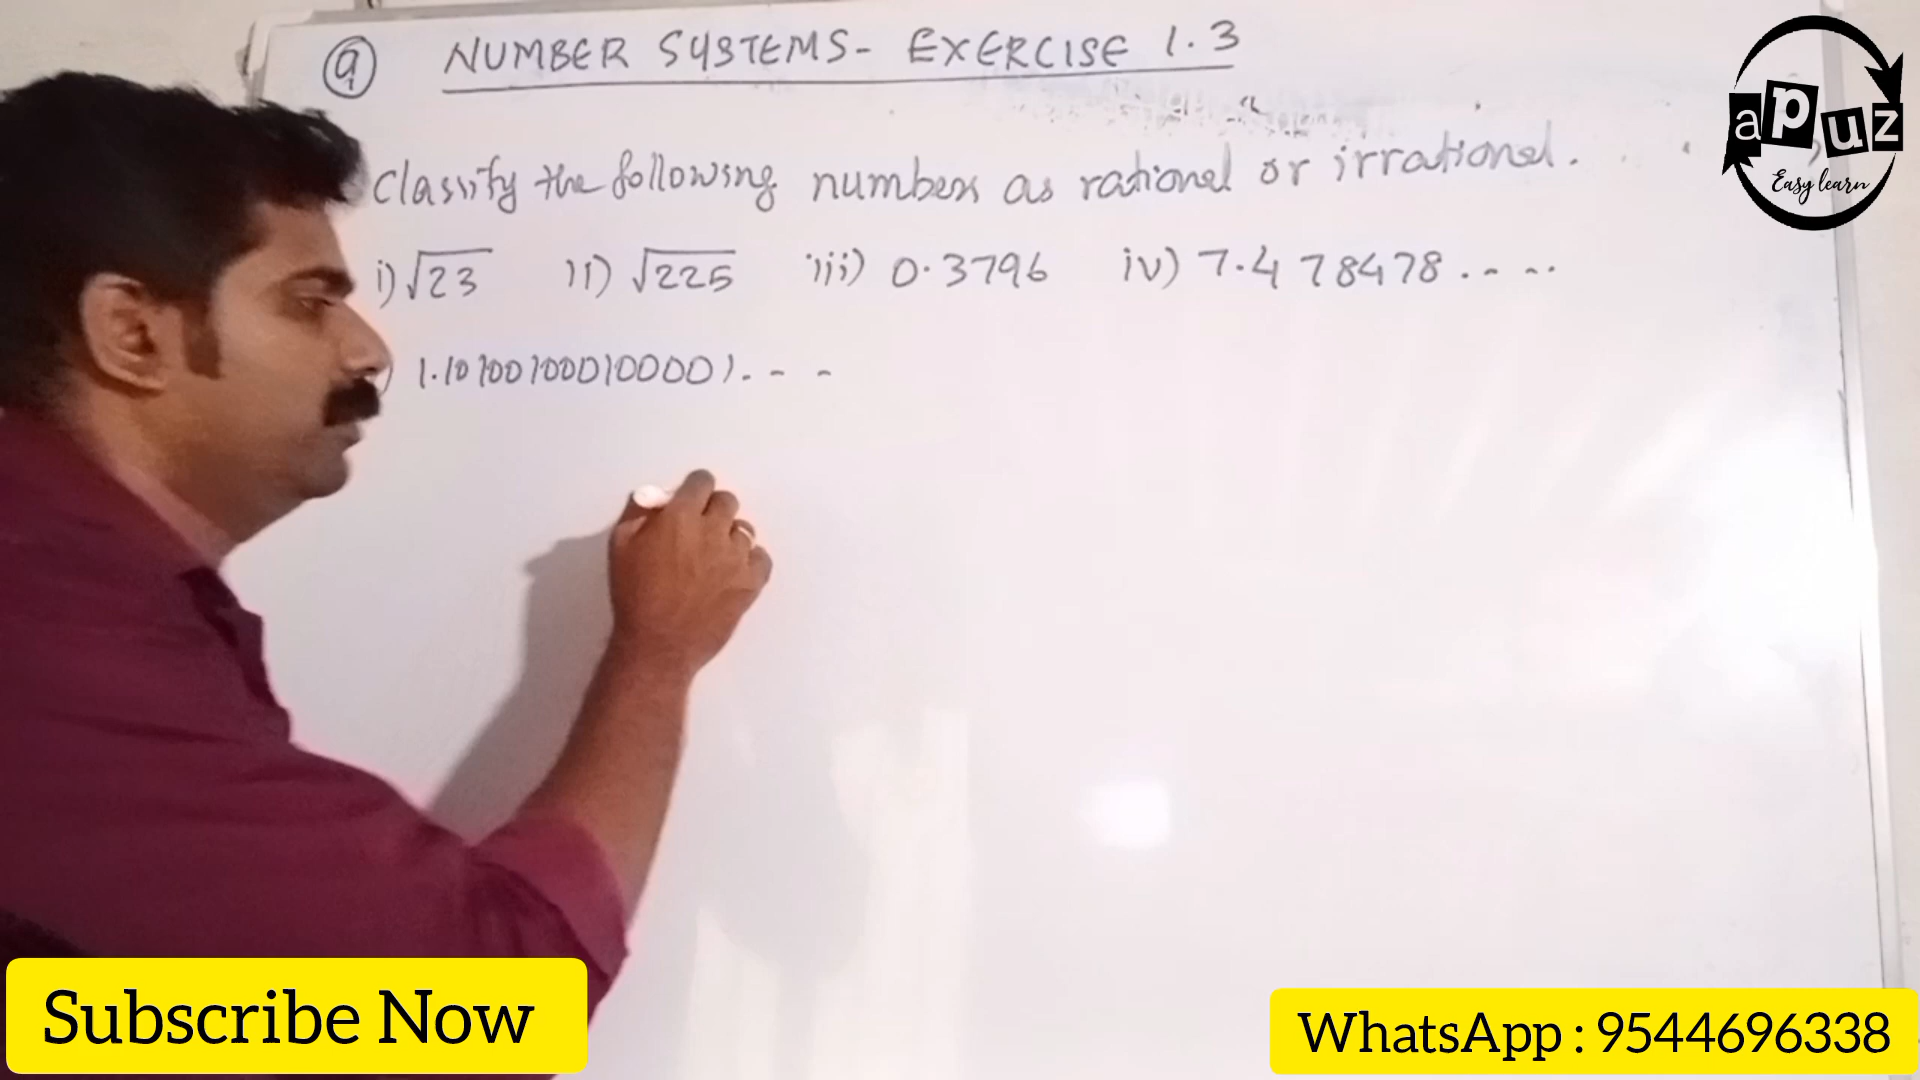 9 NUMBER SYSTEMS- EXERCISE 1.3
Classify the following numbers as rational or irrational.
i) √23 ii) √225 iii) 0.3796 iv) 7.478478....
) 1.101001000100001...
apuz
Easy learn
Subscribe Now
WhatsApp : 9544696338